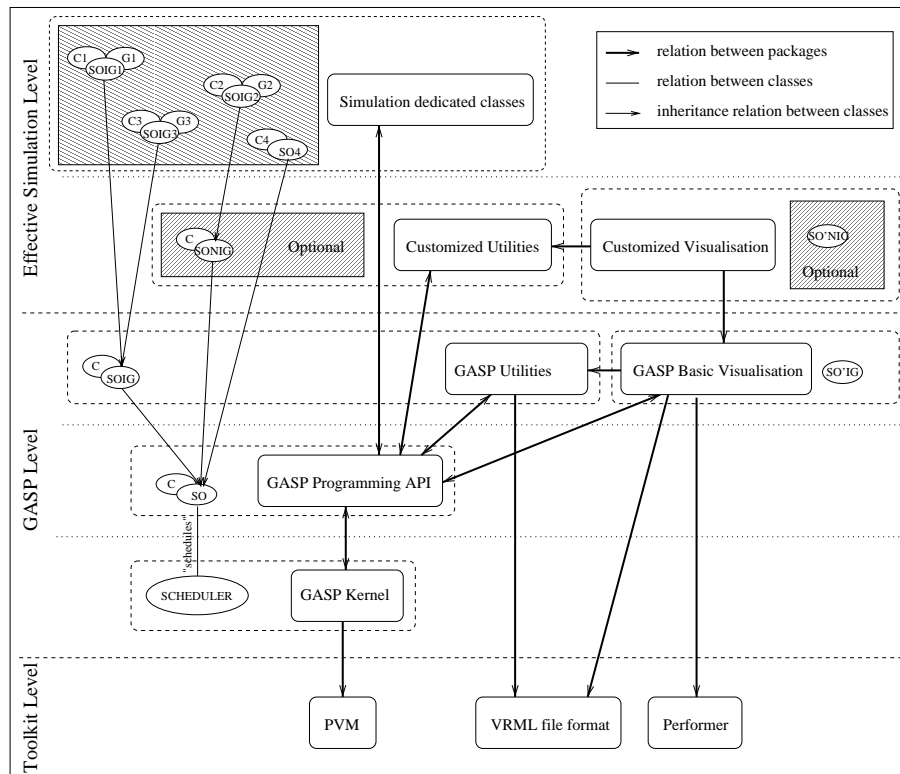 Effective Simulation Level
C1
G1
SOIG1
C2
G2
SOIG2
C3
G3
SOIG3
C4
SO4
Simulation dedicated classes
relation between packages
relation between classes
inheritance relation between classes
C
SONIG
Optional
Customized Utilities
Customized Visualisation
SO'NIG
Optional
GASP Level
C
SOIG
GASP Utilities
GASP Basic Visualisation
SO'IG
C
SO
GASP Programming API
"schedules"
SCHEDULER
GASP Kernel
Toolkit Level
PVM
VRML file format
Performer